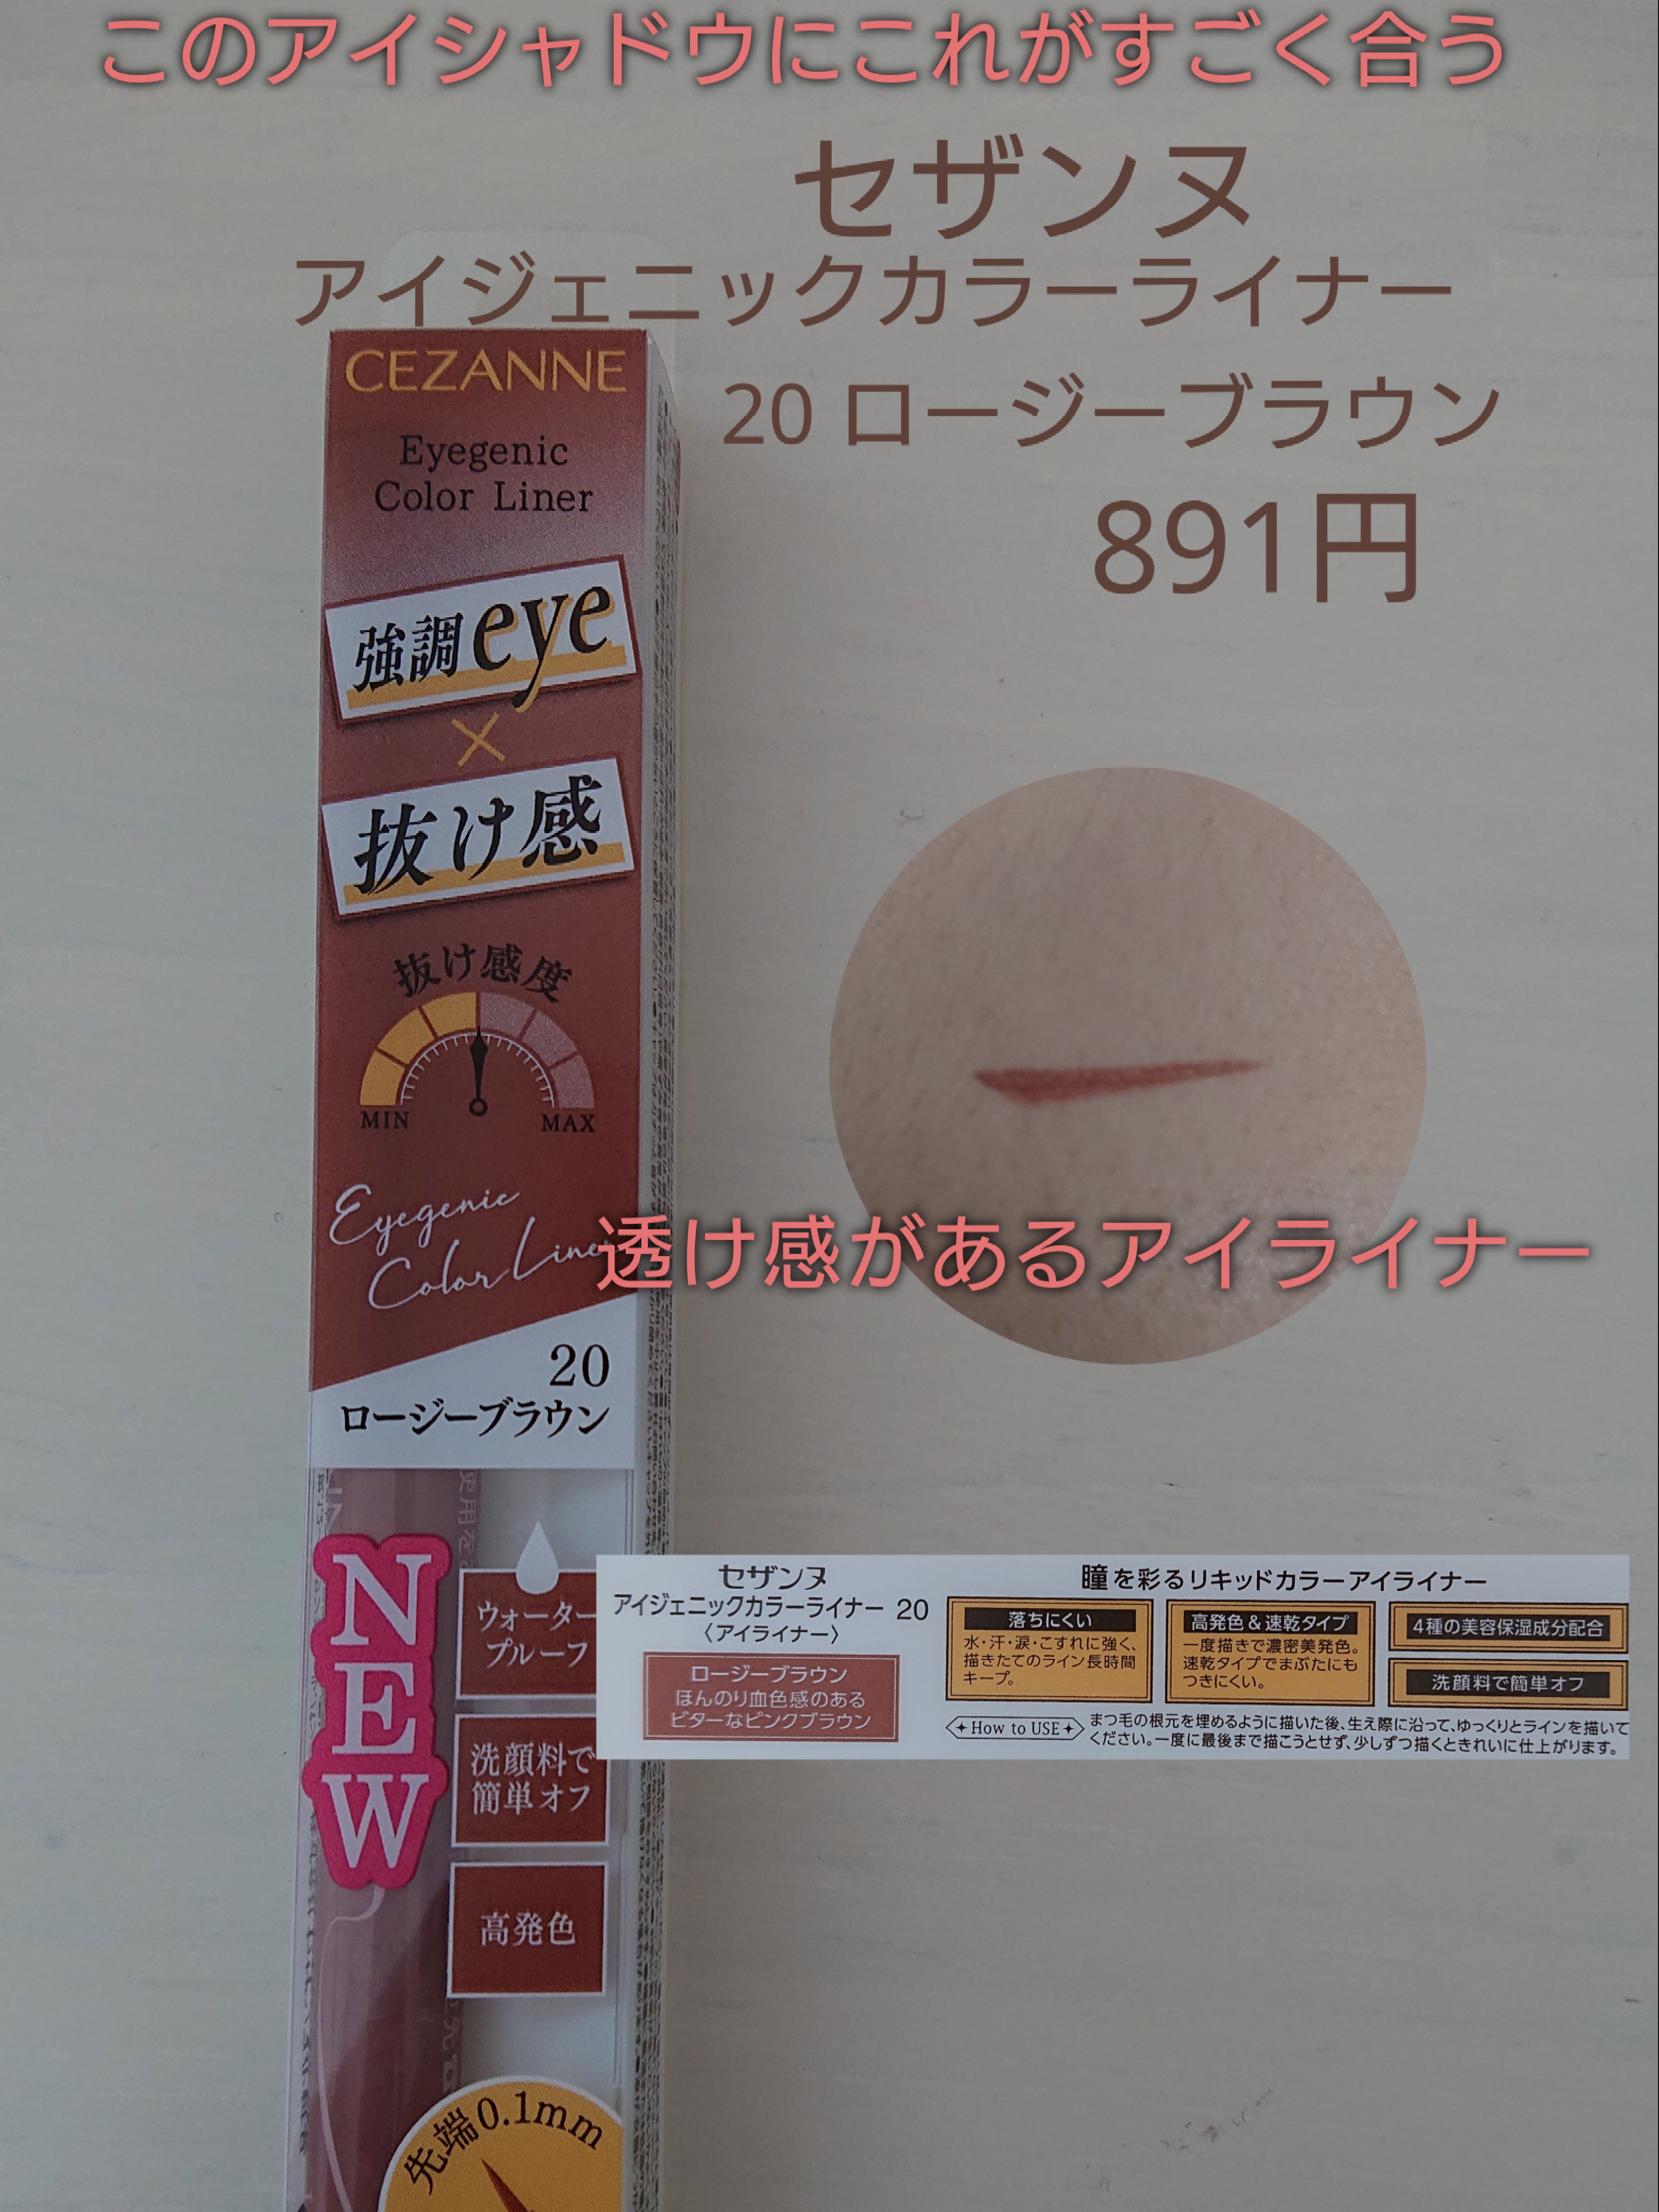 このアイシャドウにこれがすごく合う
セザンヌ
アイジェニックカラーライナー
20 ロージーブラウン
891円
CEZANNE
Eyegenic
Color Liner
強調eye
×
抜け感
抜け感度
MIN MAX
Eyegenic
Color Liner
透け感があるアイライナー
20
ロージーブラウン
NEW
ウォーター
プルーフ
洗顔料で
簡単オフ
高発色
先端0.1mm
セザンヌ
アイジェニックカラーライナー 20
〈アイライナー〉
ロージーブラウン
ほんのり血色感のある
ビターなピンクブラウン
瞳を彩るリキッドカラーアイライナー
落ちにくい
水・汗・涙・こすれに強く、
描きたてのライン長時間
キープ。
高発色&速乾タイプ
一度描きで濃密美発色。
速乾タイプでまぶたにも
つきにくい。
4種の美容保湿成分配合
洗顔料で簡単オフ
How to USE
まつ毛の根元を埋めるように描いた後、生え際に沿って、ゆっくりとラインを描いて
ください。一度に最後まで描こうとせず、少しずつ描くときれいに仕上がります。